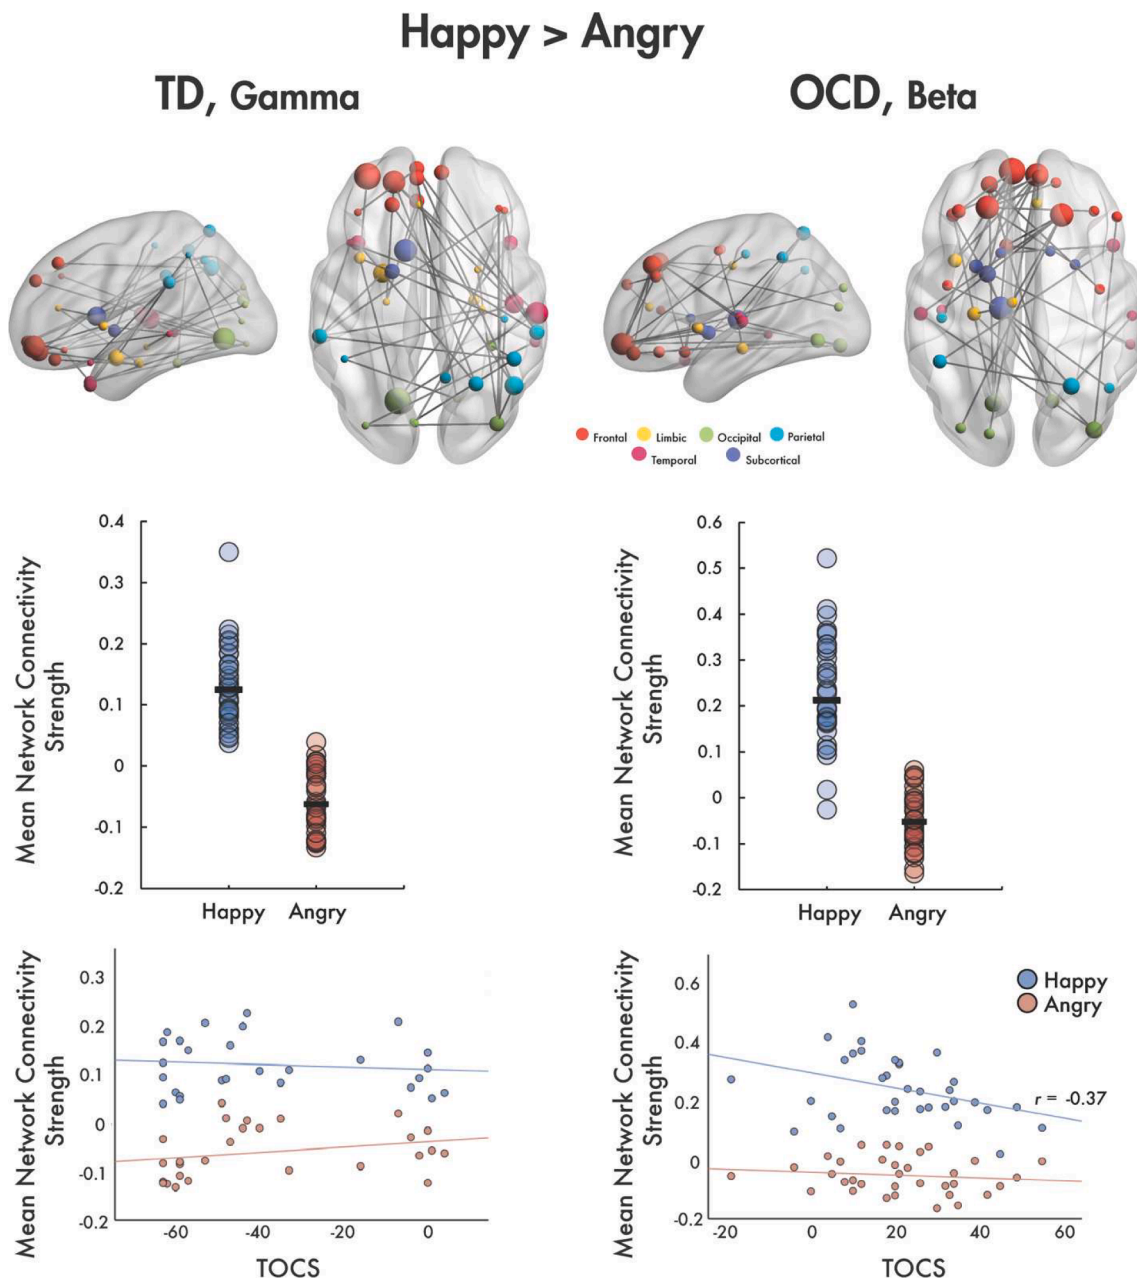 Happy > Angry
TD, Gamma
OCD, Beta
Frontal
Limbic
Occipital
Parietal
Temporal
Subcortical
Mean Network Connectivity
Strength
0.4
0.3
0.2
0.1
0
-0.1
-0.2
Happy
Angry
Mean Network Connectivity
Strength
0.6
0.5
0.4
0.3
0.2
0.1
0
-0.1
-0.2
Happy
Angry
Mean Network Connectivity
Strength
0.3
0.2
0.1
0
-0.1
-0.2
-60
-40
-20
0
TOCS
Mean Network Connectivity
Strength
0.6
0.4
0.2
0
-0.2
Happy
Angry
r = -0.37
-20
0
20
40
60
TOCS